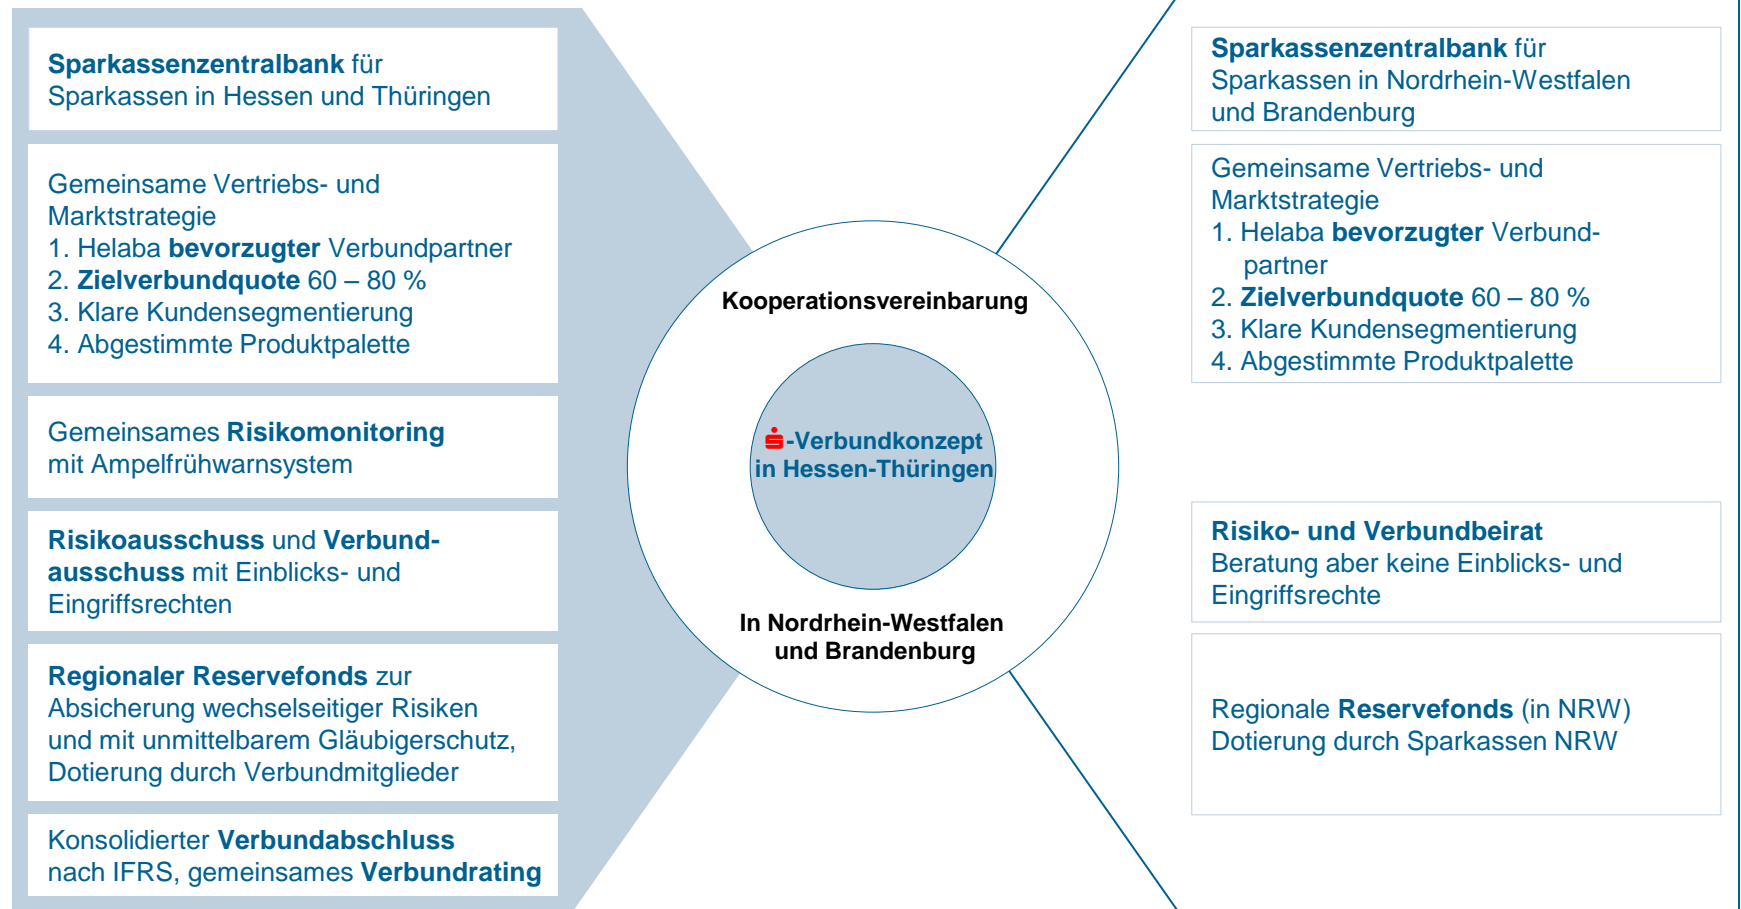 Sparkassenzentralbank für
Sparkassen in Hessen und Thüringen
Gemeinsame Vertriebs- und
Marktstrategie
1. Helaba bevorzugter Verbundpartner
2. Zielverbundquote 60 – 80 %
3. Klare Kundensegmentierung
4. Abgestimmte Produktpalette
Gemeinsames Risikomonitoring
mit Ampelfrühwarnsystem
Risikoausschuss und Verbund-
ausschuss mit Einblicks- und
Eingriffsrechten
Regionaler Reservefonds zur
Absicherung wechselseitiger Risiken
und mit unmittelbarem Gläubigerschutz,
Dotierung durch Verbundmitglieder
Konsolidierter Verbundabschluss
nach IFRS, gemeinsames Verbundrating
Kooperationsvereinbarung
-Verbundkonzept
in Hessen-Thüringen
In Nordrhein-Westfalen
und Brandenburg
Sparkassenzentralbank für
Sparkassen in Nordrhein-Westfalen
und Brandenburg
Gemeinsame Vertriebs- und
Marktstrategie
1. Helaba bevorzugter Verbund-
partner
2. Zielverbundquote 60 – 80 %
3. Klare Kundensegmentierung
4. Abgestimmte Produktpalette
Risiko- und Verbundbeirat
Beratung aber keine Einblicks- und
Eingriffsrechte
Regionale Reservefonds (in NRW)
Dotierung durch Sparkassen NRW